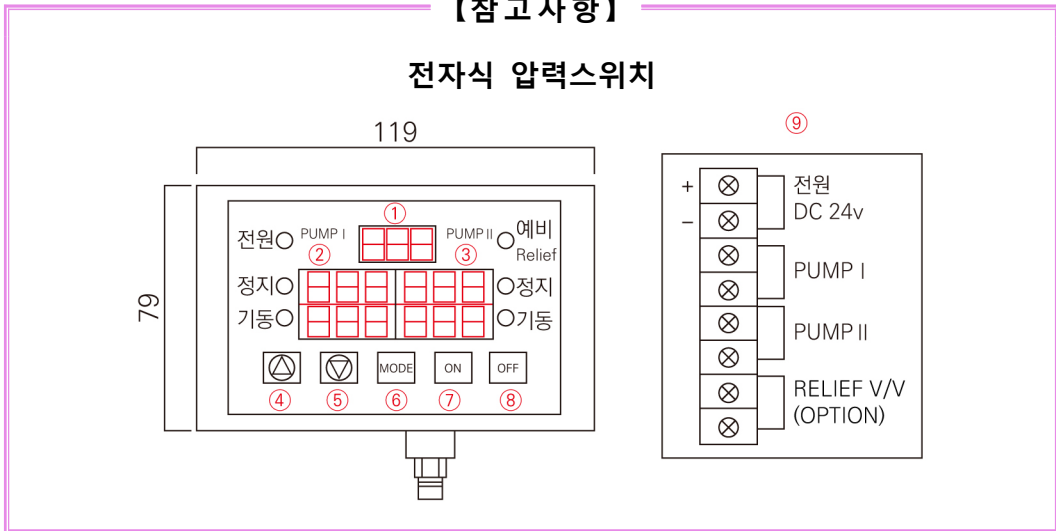 【참고사항】
전자식 압력스위치
119
⑨
79
①
전원 PUMP I PUMP II 예비
② ③ Relief
정지 정지
기동 기동
MODE ON OFF
④ ⑤ ⑥ ⑦ ⑧
+ 전원
− DC 24v
PUMP I
PUMP II
RELIEF V/V
(OPTION)